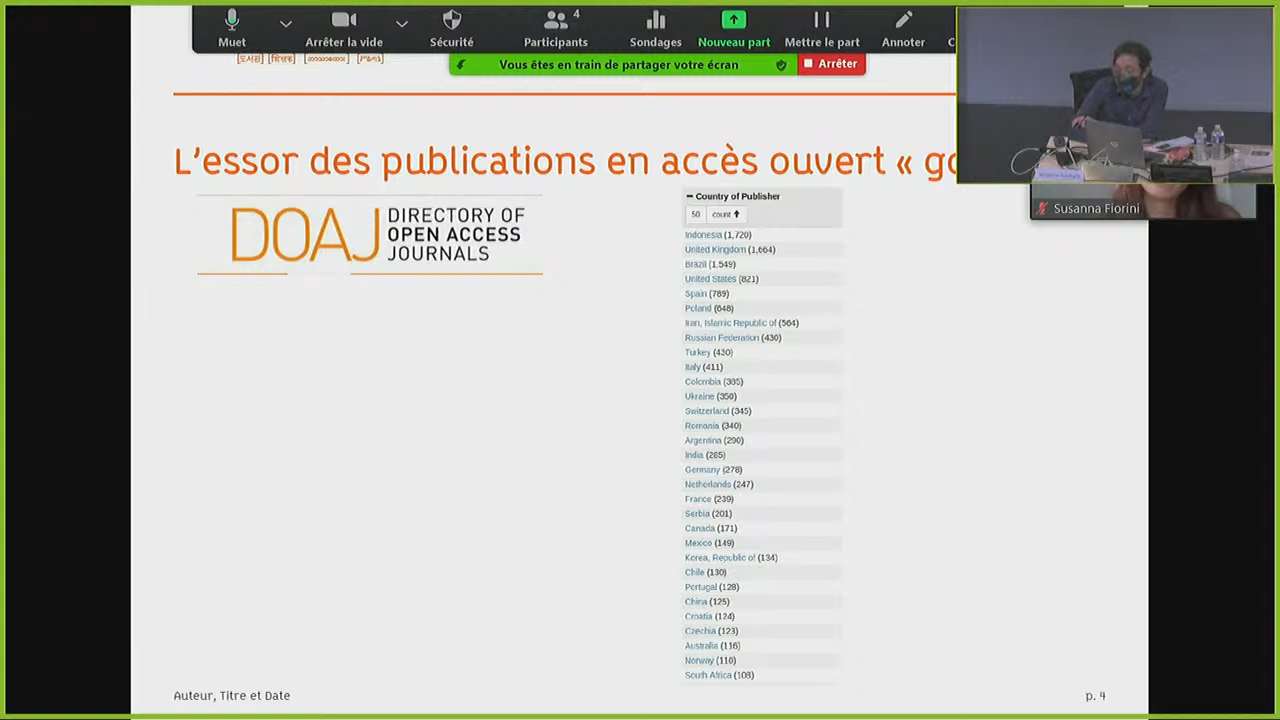 Muet
Arrêter la vide
Sécurité
Participants
4
Sondages
Nouveau part
Mettre le part
Annoter
Vous êtes en train de partager votre écran
Arrêter
Susanna Fiorini
L'essor des publications en accès ouvert «
DOAJ
DIRECTORY OF
OPEN ACCESS
JOURNALS
Country of Publisher
50 count
Indonesia (1,720)
United Kingdom (1,664)
Brazil (1,549)
United States (821)
Spain (789)
Poland (648)
Iran, Islamic Republic of (564)
Russian Federation (430)
Turkey (430)
Italy (411)
Colombia (385)
Ukraine (350)
Switzerland (345)
Romania (340)
Argentina (290)
India (285)
Germany (278)
Netherlands (247)
France (239)
Serbia (201)
Canada (171)
Mexico (149)
Korea, Republic of (134)
Chile (130)
Portugal (128)
China (125)
Croatia (124)
Czechia (123)
Australia (116)
Norway (110)
South Africa (108)
Auteur, Titre et Date
p. 4